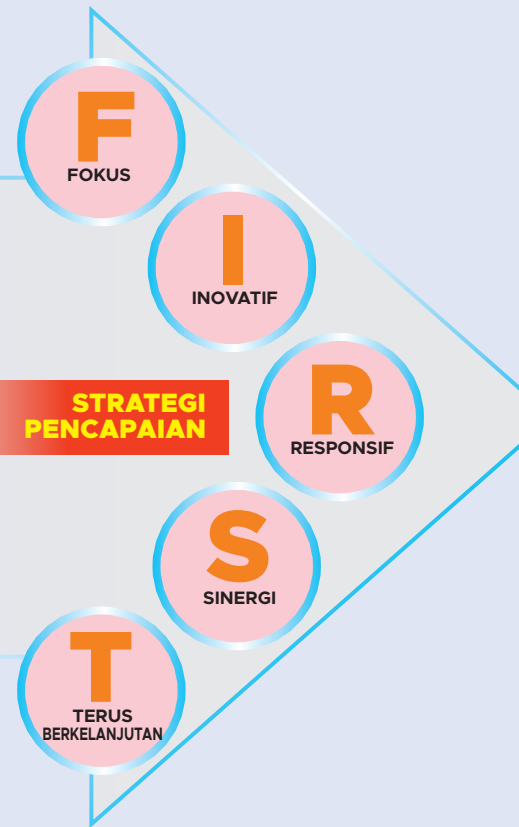 F
FOKUS
I
INOVATIF
STRATEGI
PENCAPAIAN
R
RESPONSIF
S
SINERGI
T
TERUS
BERKELANJUTAN